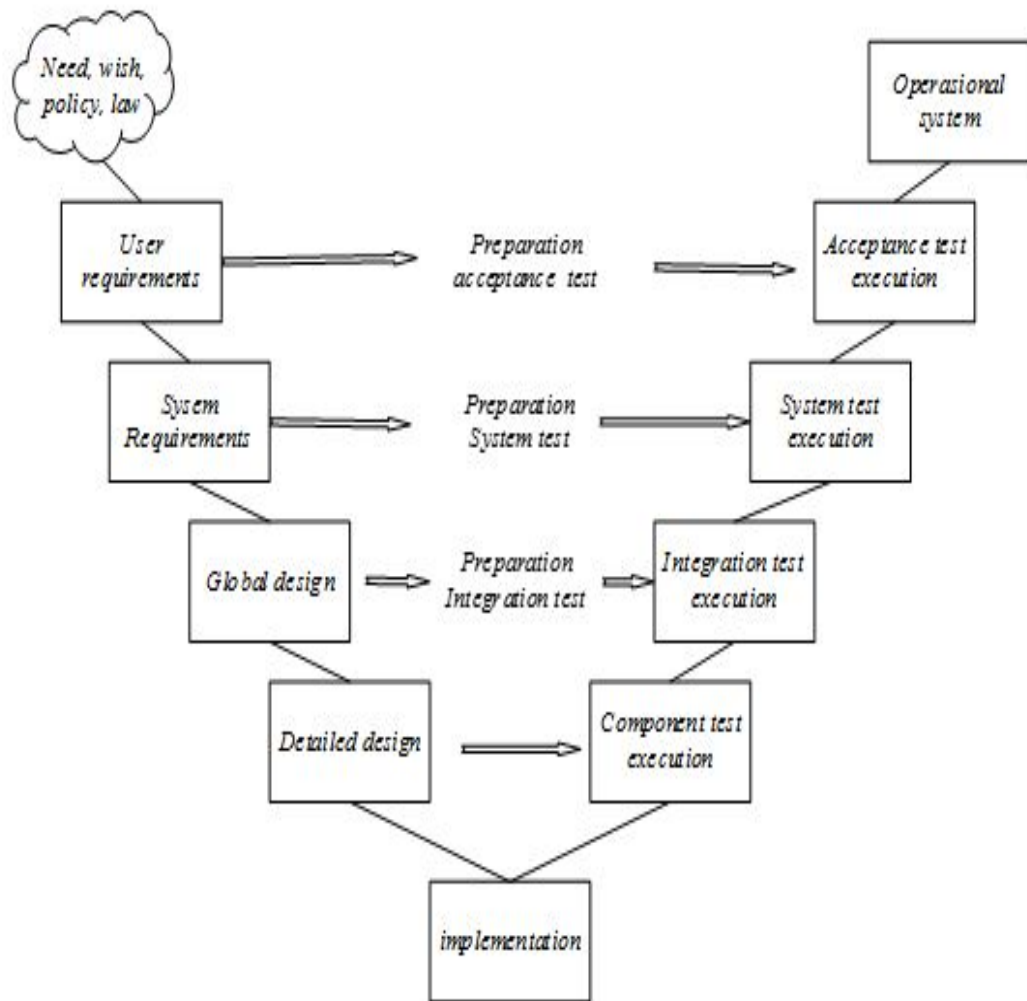 Need, wish,
policy, law
Operasional
system
User
requirements
Preparation
acceptance test
Acceptance test
execution
Sysem
Requirements
Preparation
System test
System test
execution
Global design
Preparation
Integration test
Integration test
execution
Detailed design
Component test
execution
implementation